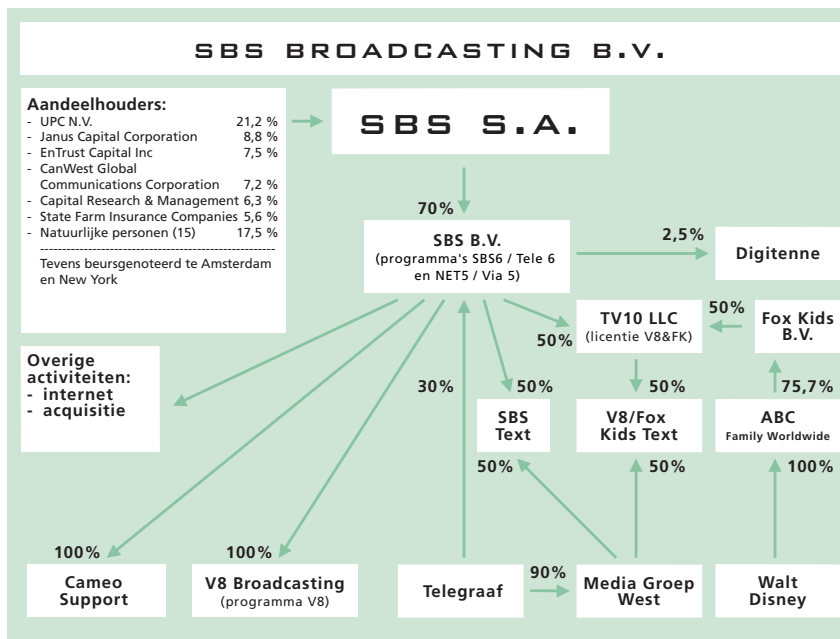 SBS BROADCASTING B.V.
Aandeelhouders:
- UPC N.V. 21,2 %
- Janus Capital Corporation 8,8 %
- EnTrust Capital Inc 7,5 %
- CanWest Global
Communications Corporation 7,2 %
- Capital Research & Management 6,3 %
- State Farm Insurance Companies 5,6 %
- Natuurlijke personen (15) 17,5 %
Tevens beursgenoteerd te Amsterdam
en New York
SBS S.A.
70%
SBS B.V.
(programma's SBS6 / Tele 6
en NET5 / Via 5)
2,5%
Digitenne
50%
TV10 LLC
(licentie V8&FK)
50%
Fox Kids
B.V.
Overige
activiteiten:
- internet
- acquisitie
30%
50%
SBS
Text
50%
50%
V8/Fox
Kids Text
50%
75,7%
ABC
Family Worldwide
100%
100%
Cameo
Support
100%
V8 Broadcasting
(programma V8)
Telegraaf
90%
Media Groep
West
Walt
Disney